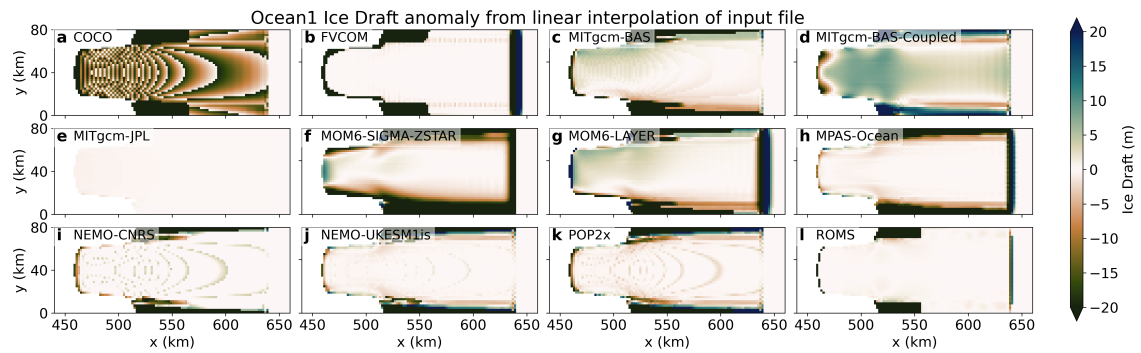 Ocean1 Ice Draft anomaly from linear interpolation of input file
80
40
0
y (km)
a COCO
b FVCOM
c MITgcm-BAS
d MITgcm-BAS-Coupled
80
40
0
y (km)
e MITgcm-JPL
f MOM6-SIGMA-ZSTAR
g MOM6-LAYER
h MPAS-Ocean
80
40
0
y (km)
i NEMO-CNRS
j NEMO-UKESM1is
k POP2x
l ROMS
450 500 550 600 650
450 500 550 600 650
450 500 550 600 650
450 500 550 600 650
x (km)
x (km)
x (km)
x (km)
20
15
10
5
0
−5
−10
−15
−20
Ice Draft (m)